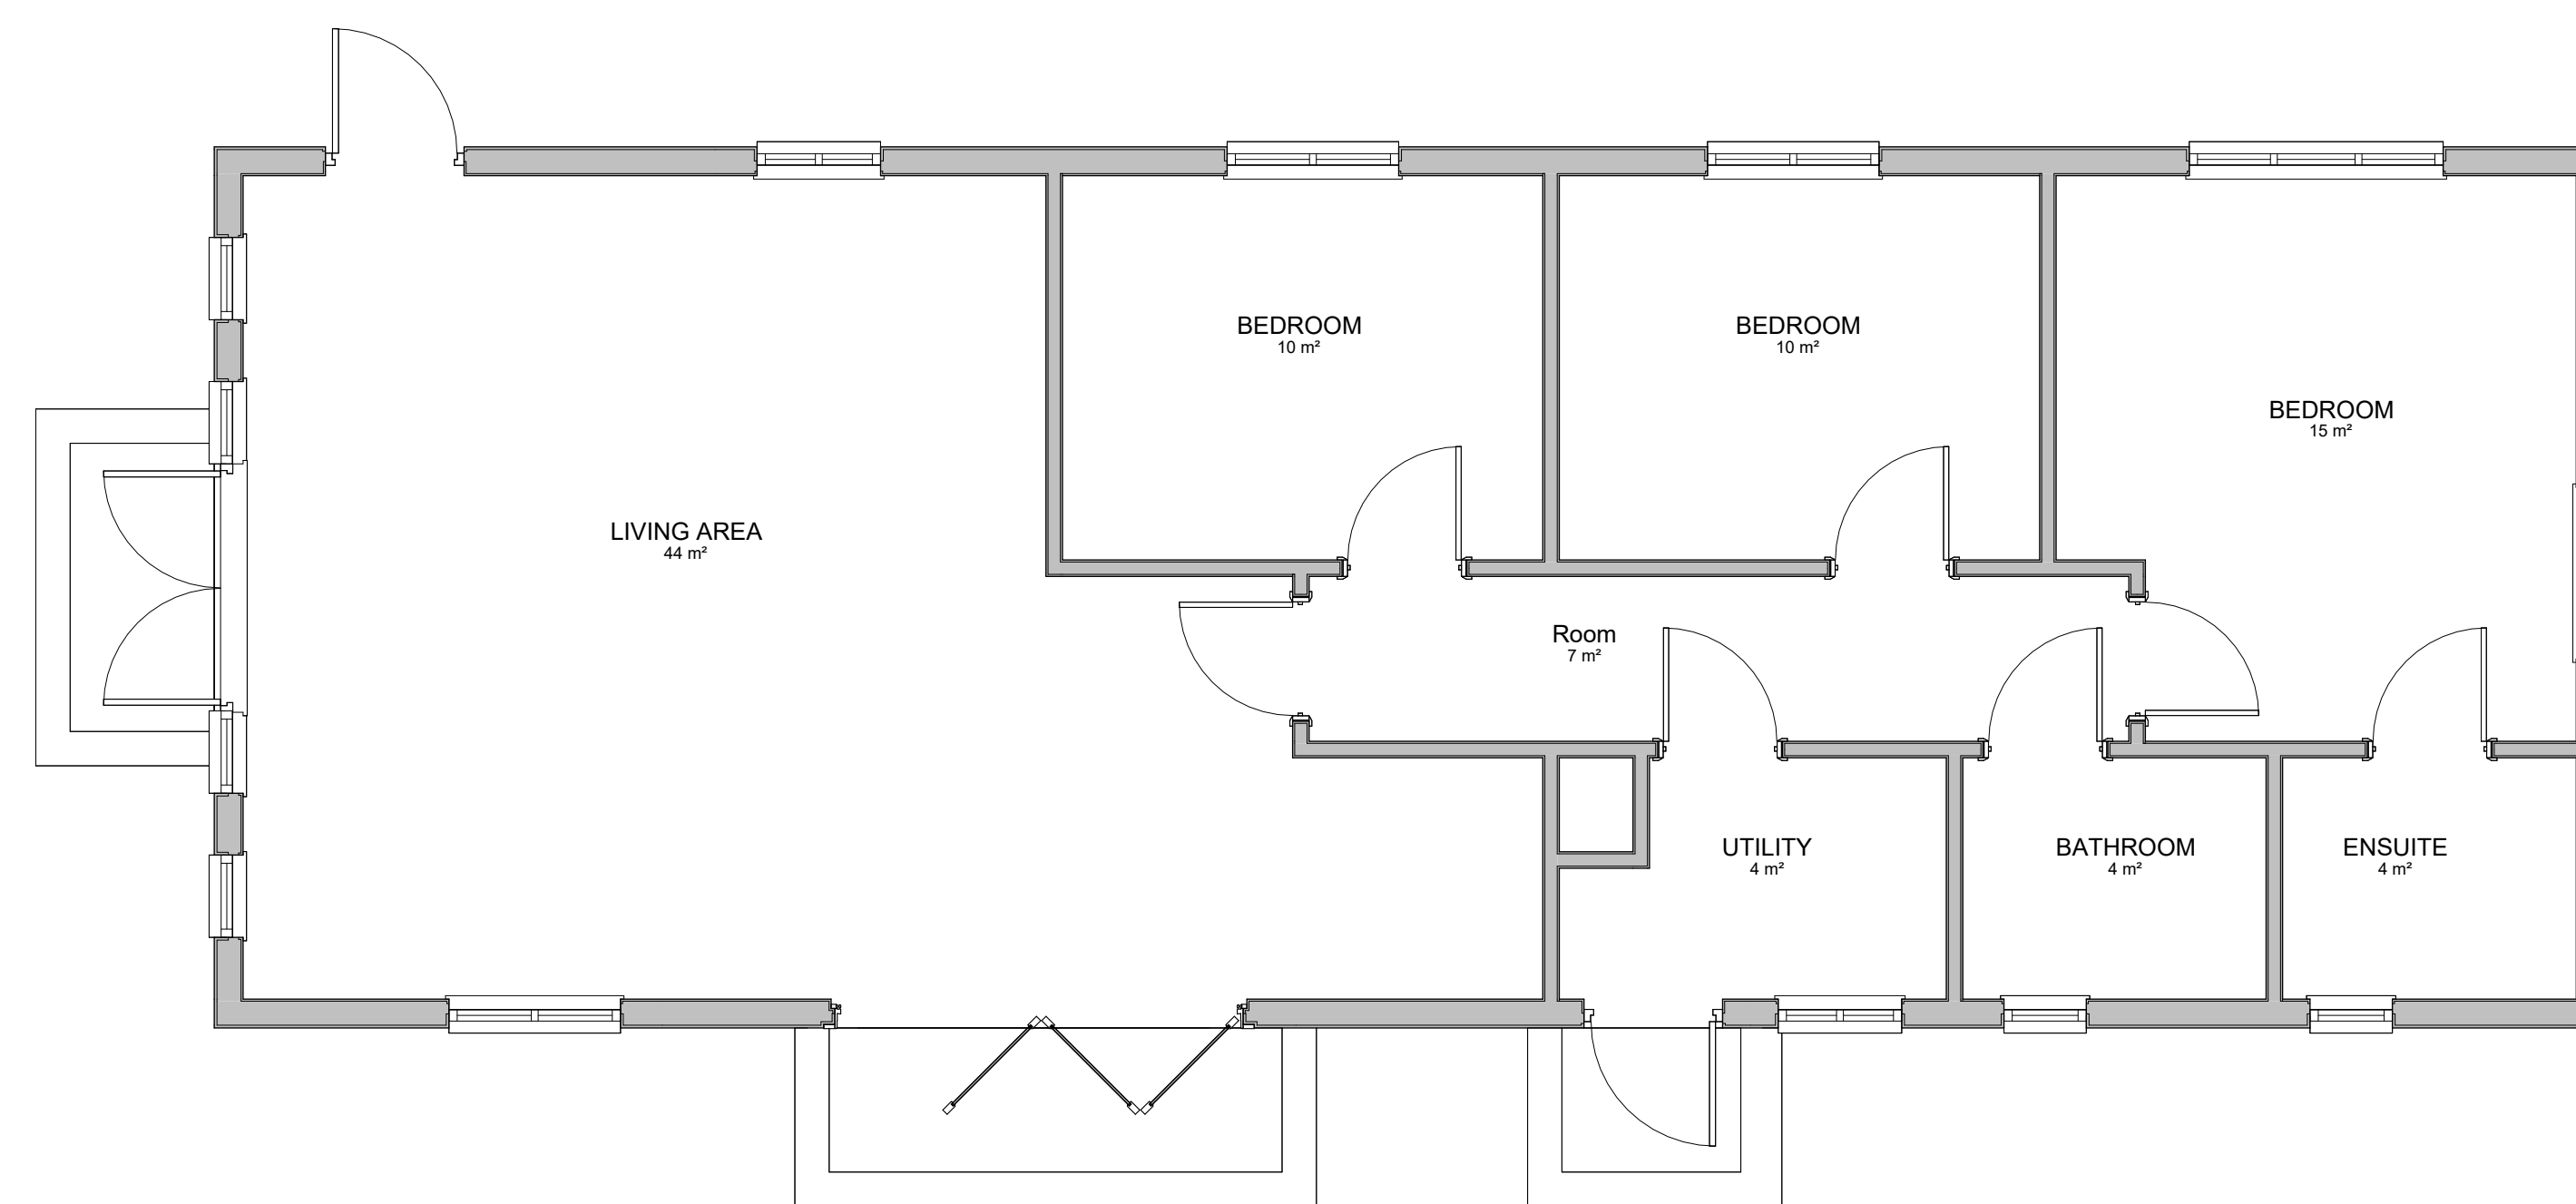 BEDROOM
10 m²
BEDROOM
10 m²
BEDROOM
15 m²
LIVING AREA
44 m²
Room
7 m²
UTILITY
4 m²
BATHROOM
4 m²
ENSUITE
4 m²